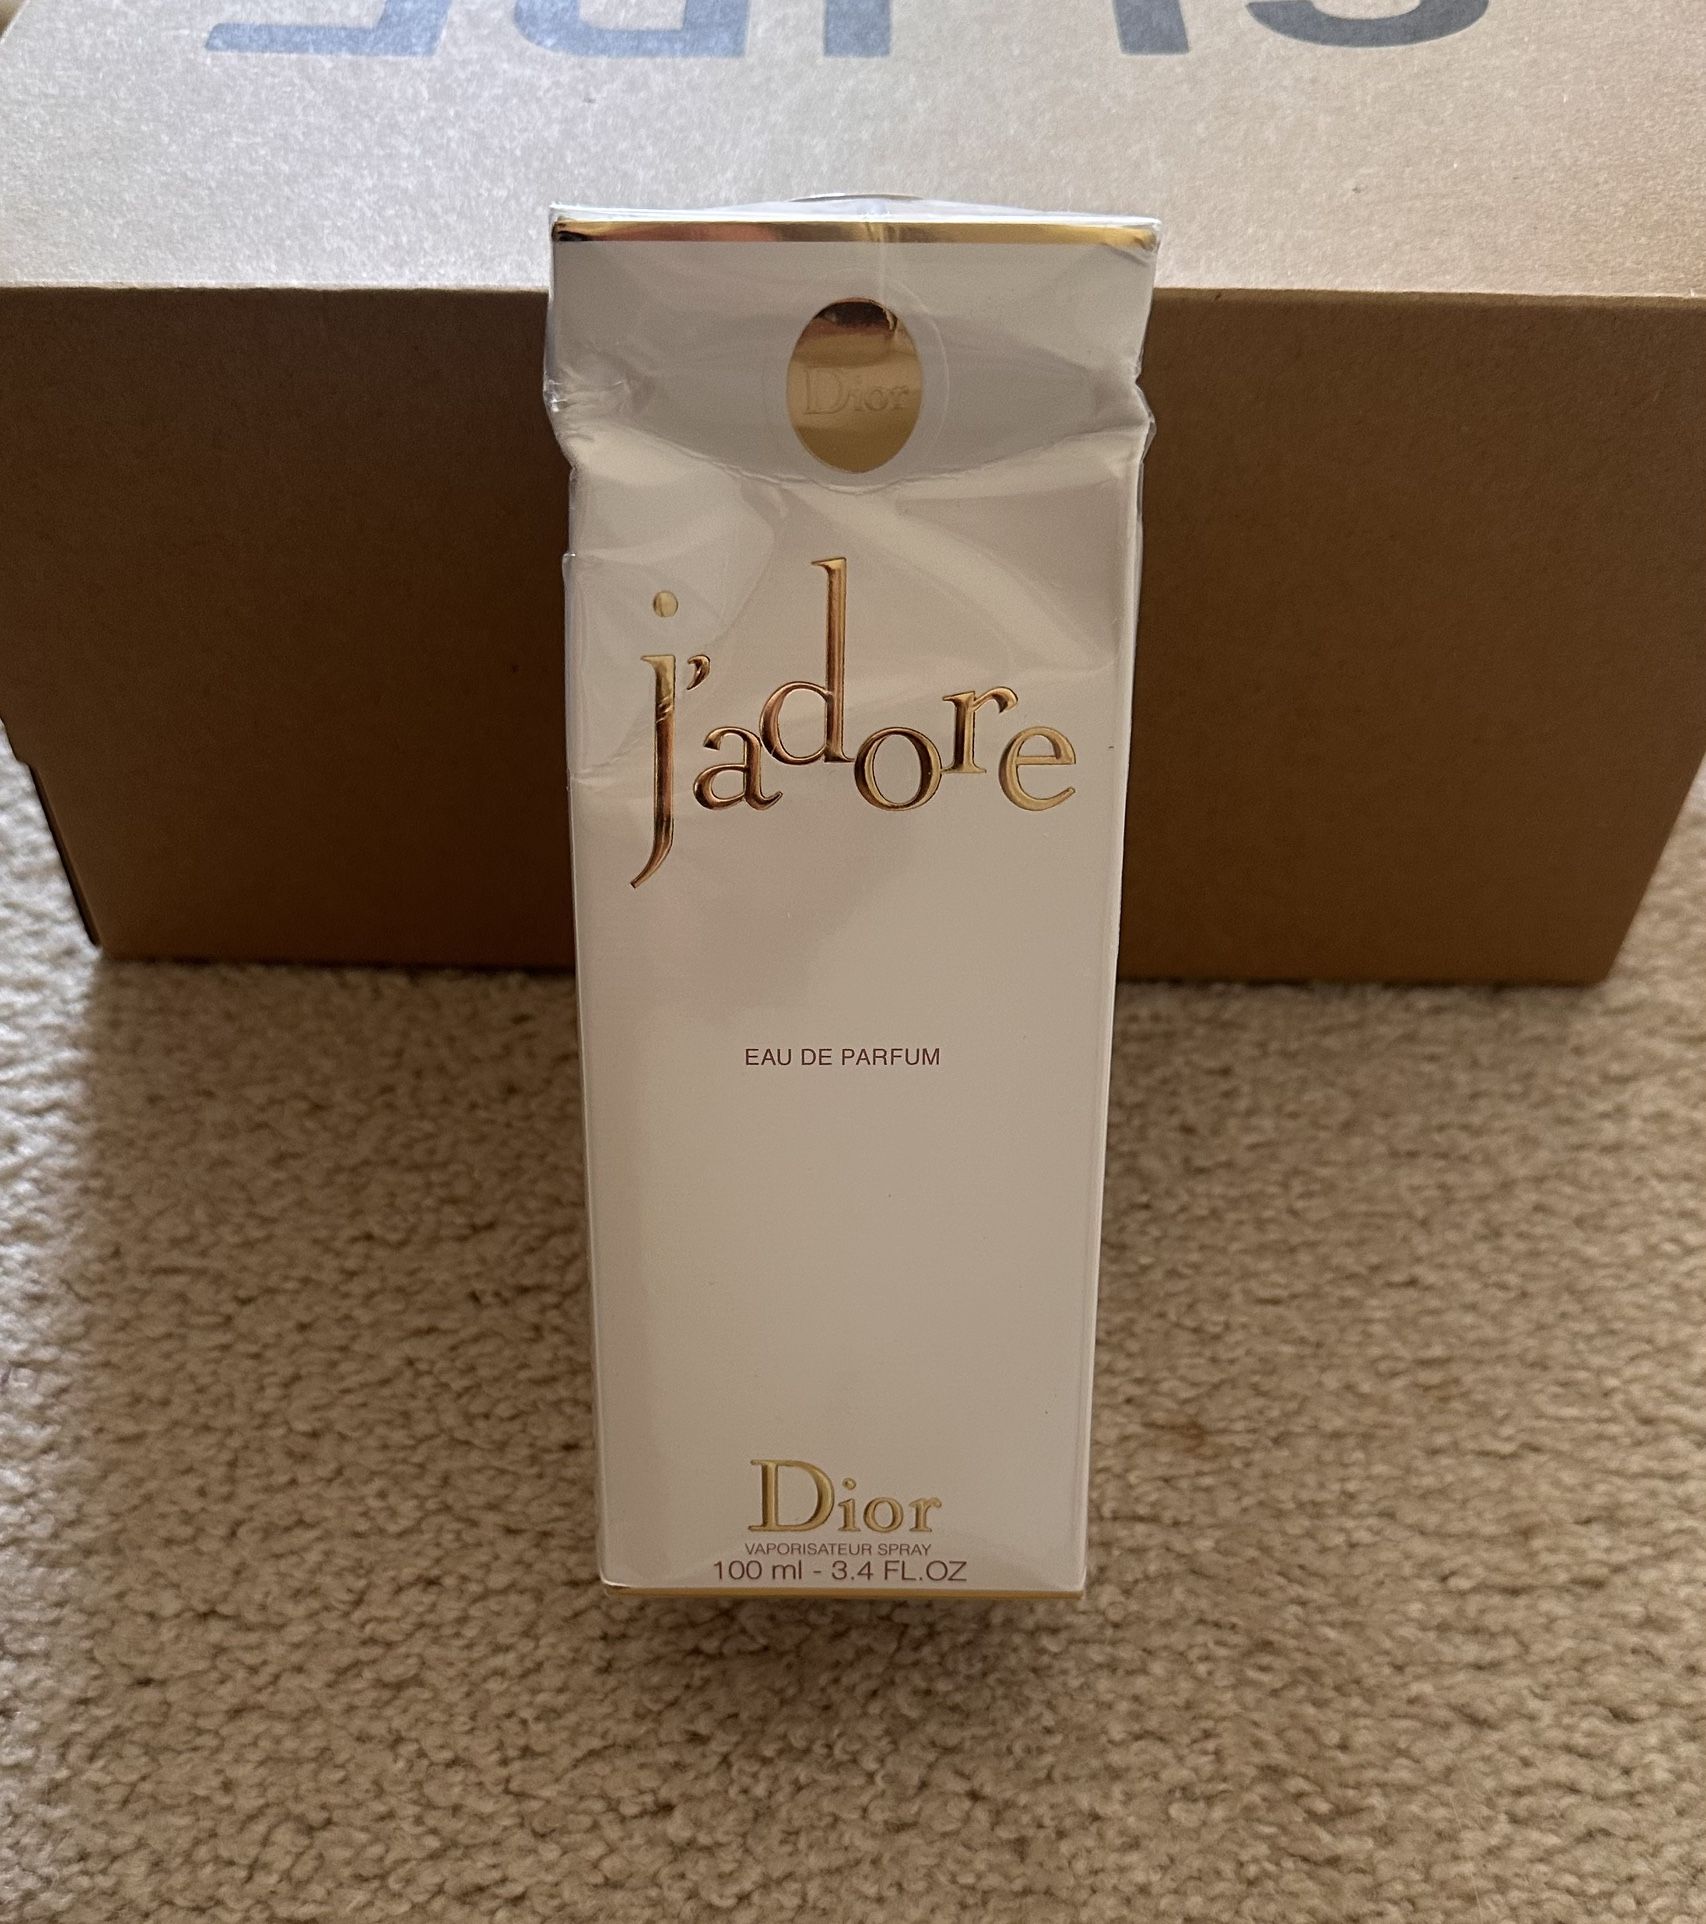 Dior
j'adore
EAU DE PARFUM
Dior
VAPORISATEUR SPRAY
100 ml - 3.4 FL.OZ